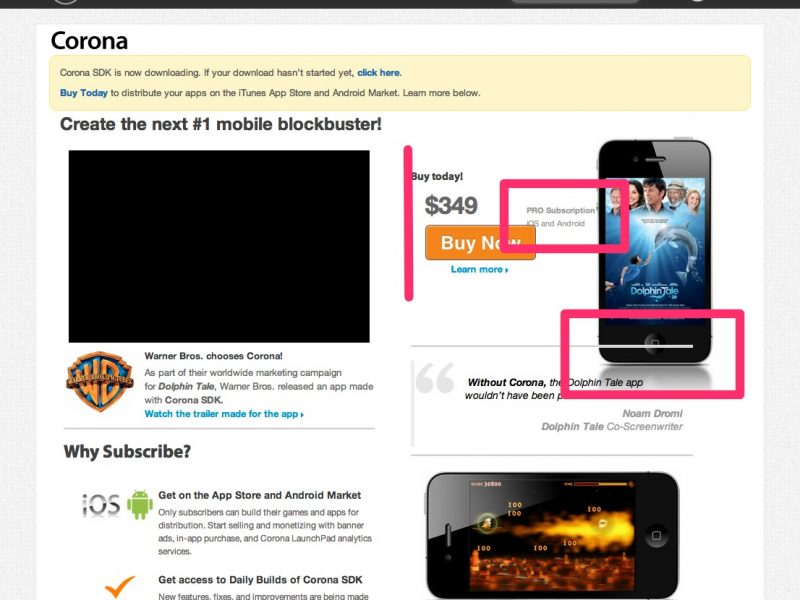 Corona
Corona SDK is now downloading. If your download hasn't started yet, click here.
Buy Today to distribute your apps on the iTunes App Store and Android Market. Learn more below.
Create the next #1 mobile blockbuster!
Buy today!
$349
PRO Subscription
iOS and Android
Buy Now
Learn more
Dolphin Tale
Warner Bros. chooses Corona!
As part of their worldwide marketing campaign
for Dolphin Tale, Warner Bros. released an app made
with Corona SDK.
Watch the trailer made for the app
Without Corona, the Dolphin Tale app
wouldn't have been
Noam Dromi
Dolphin Tale Co-Screenwriter
Why Subscribe?
iOS
Get on the App Store and Android Market
Only subscribers can build their games and apps for
distribution. Start selling and monetizing with banner
ads, in-app purchase, and Corona LaunchPad analytics
services.
SCORE 30800
100
100
100
100
100
100
Get access to Daily Builds of Corona SDK
New features, fixes, and improvements are being made